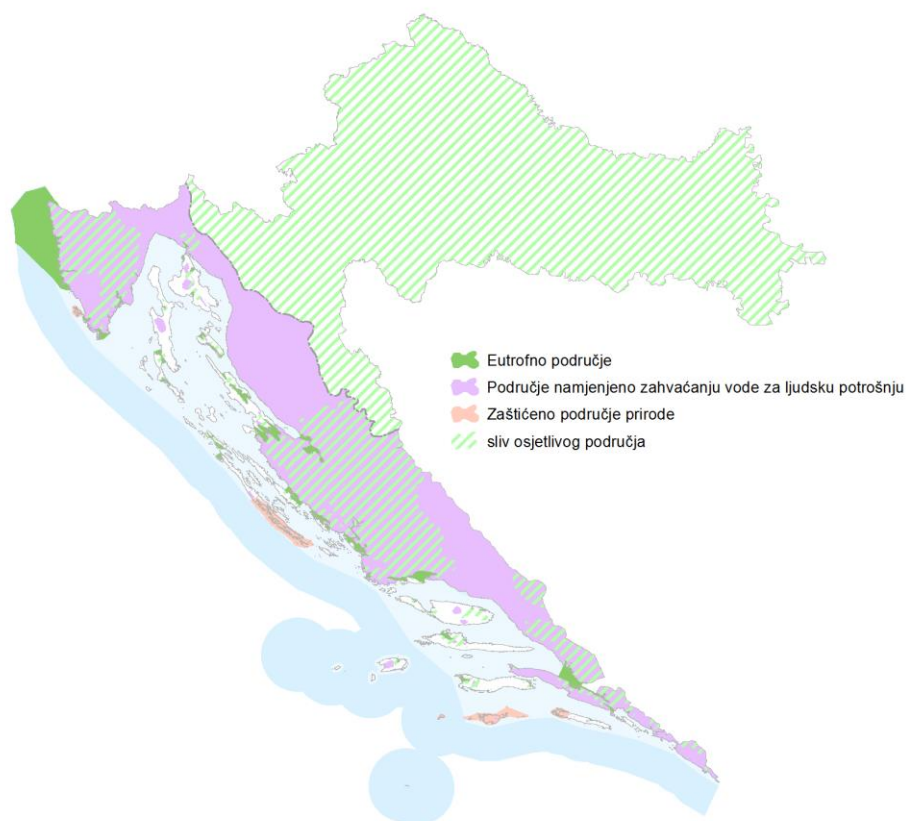 Eutrofno područje
Područje namjenjeno zahvaćanju vode za ljudsku potrošnju
Zaštićeno područje prirode
sliv osjetlivog područja